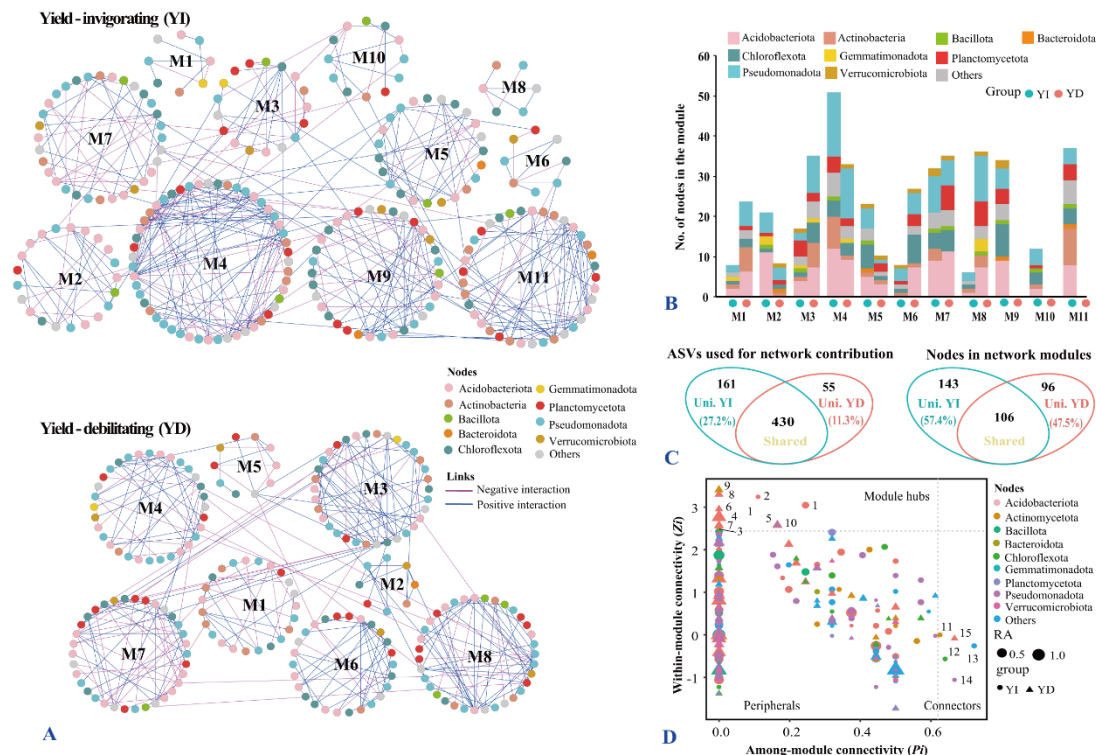 Yield - invigorating (YI)
M1
M10
M3
M8
M7
M5
M6
M2
M4
M9
M11
Nodes
Acidobacteriota
Actinobacteria
Bacillota
Bacteroidota
Chloroflexota
Gemmatimonadota
Planctomycetota
Pseudomonadota
Verrucomicrobiota
Others
Links
Negative interaction
Positive interaction
Yield - debilitating (YD)
M5
M4
M3
M2
M1
M7
M6
M8
A
Acidobacteriota
Actinobacteria
Bacillota
Bacteroidota
Chloroflexota
Gemmatimonadota
Planctomycetota
Pseudomonadota
Verrucomicrobiota
Others
Group YI YD
No. of nodes in the module
60
50
40
30
20
10
0
M1 M2 M3 M4 M5 M6 M7 M8 M9 M10 M11
B
ASVs used for network contribution
161
Uni. YI
(27.2%)
430
Shared
55
Uni. YD
(11.3%)
Nodes in network modules
143
Uni. YI
(57.4%)
106
Shared
96
Uni. YD
(47.5%)
C
Within-module connectivity (Zi)
3
2
1
0
-1
9
8
6
4
7
-3
1
2
5
10
1
Module hubs
11
15
12
13
14
Peripherals
Connectors
0.0 0.2 0.4 0.6
Among-module connectivity (Pi)
Nodes
Acidobacteriota
Actinomycetota
Bacillota
Bacteroidota
Chloroflexota
Gemmatimonadota
Planctomycetota
Pseudomonadota
Verrucomicrobiota
Others
RA
0.5 1.0
group
YI YD
D